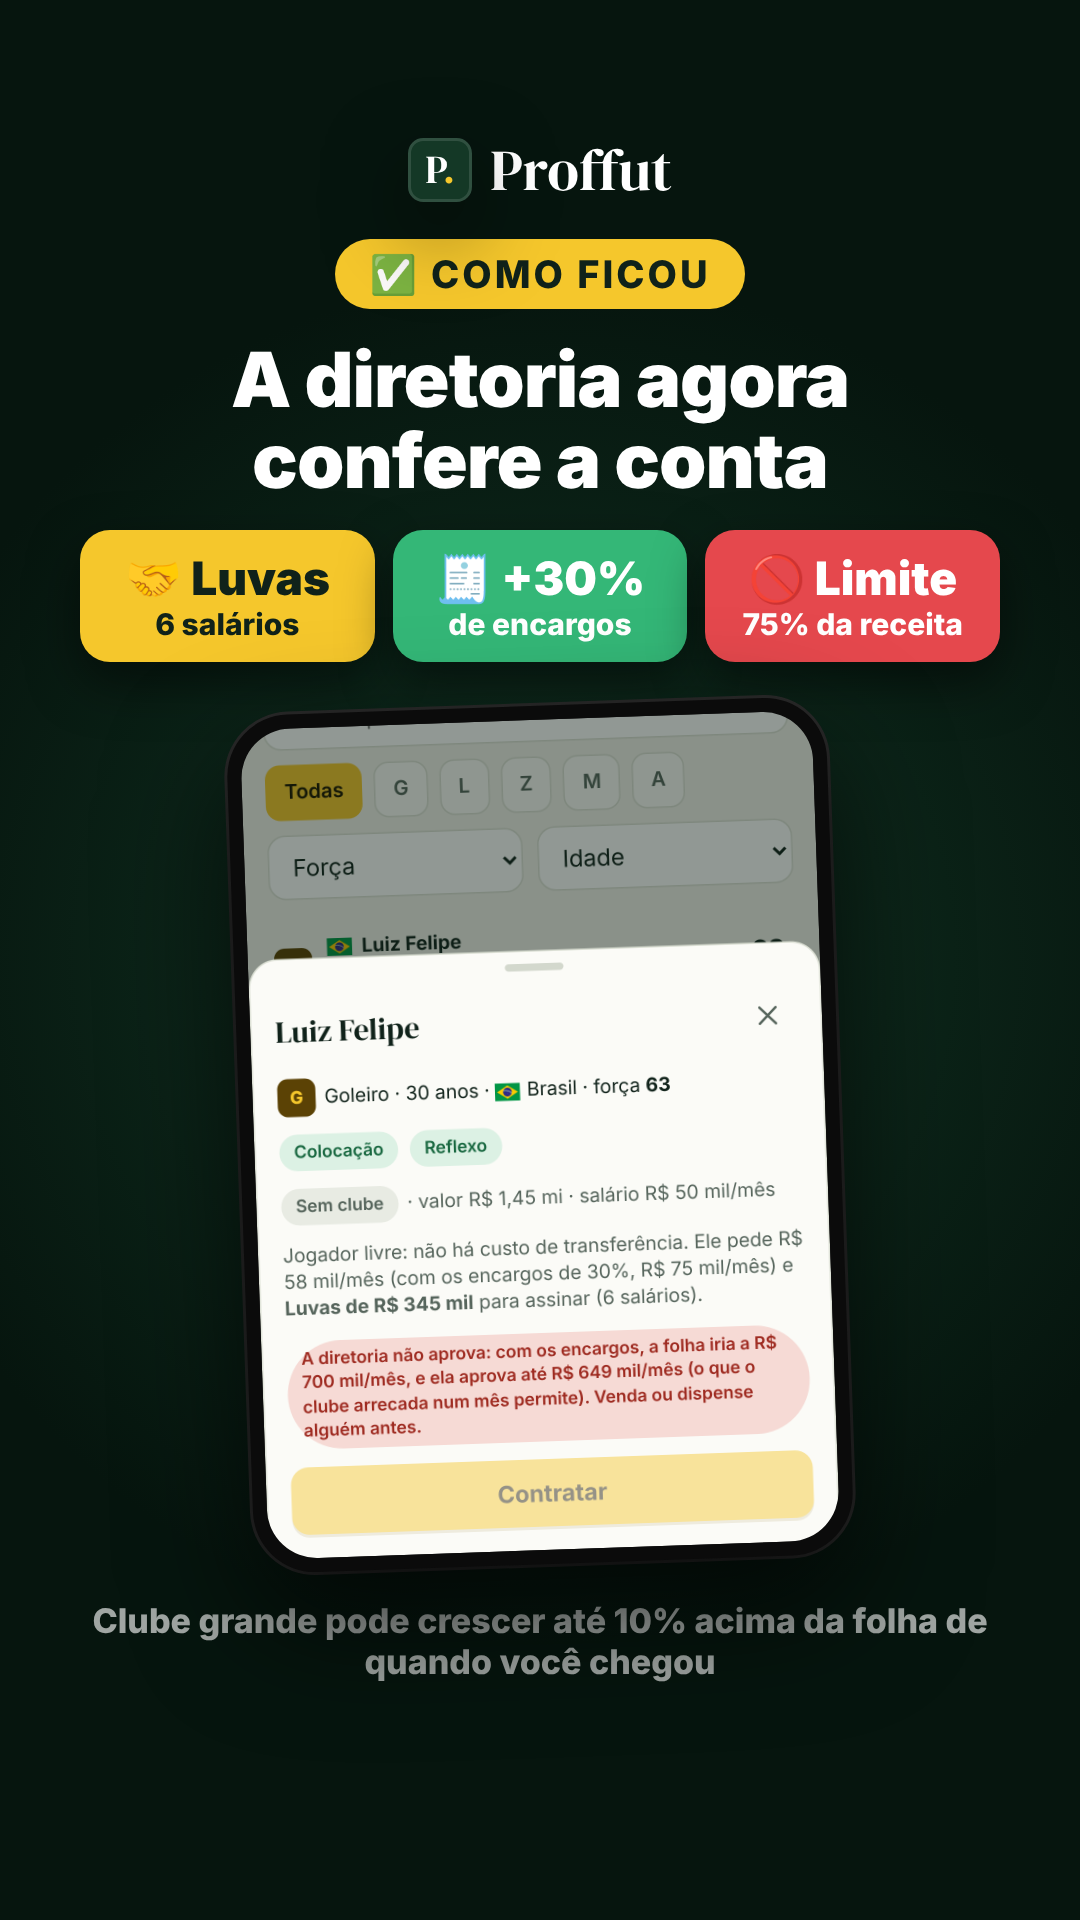 P.
Proffut
✅ COMO FICOU
A diretoria agora
confere a conta
🤝 Luvas
6 salários
🧾 +30%
de encargos
🚫 Limite
75% da receita
Todas
G
L
Z
M
A
Força
Idade
Luiz Felipe
Luiz Felipe
G
Goleiro · 30 anos · 🇧🇷 Brasil · força 63
Colocação
Reflexo
Sem clube · valor R$ 1,45 mi · salário R$ 50 mil/mês
Jogador livre: não há custo de transferência. Ele pede R$
58 mil/mês (com os encargos de 30%, R$ 75 mil/mês) e
Luvas de R$ 345 mil para assinar (6 salários).
A diretoria não aprova: com os encargos, a folha iria a R$
700 mil/mês, e ela aprova até R$ 649 mil/mês (o que o
clube arrecada num mês permite). Venda ou dispense
alguém antes.
Contratar
Clube grande pode crescer até 10% acima da folha de
quando você chegou